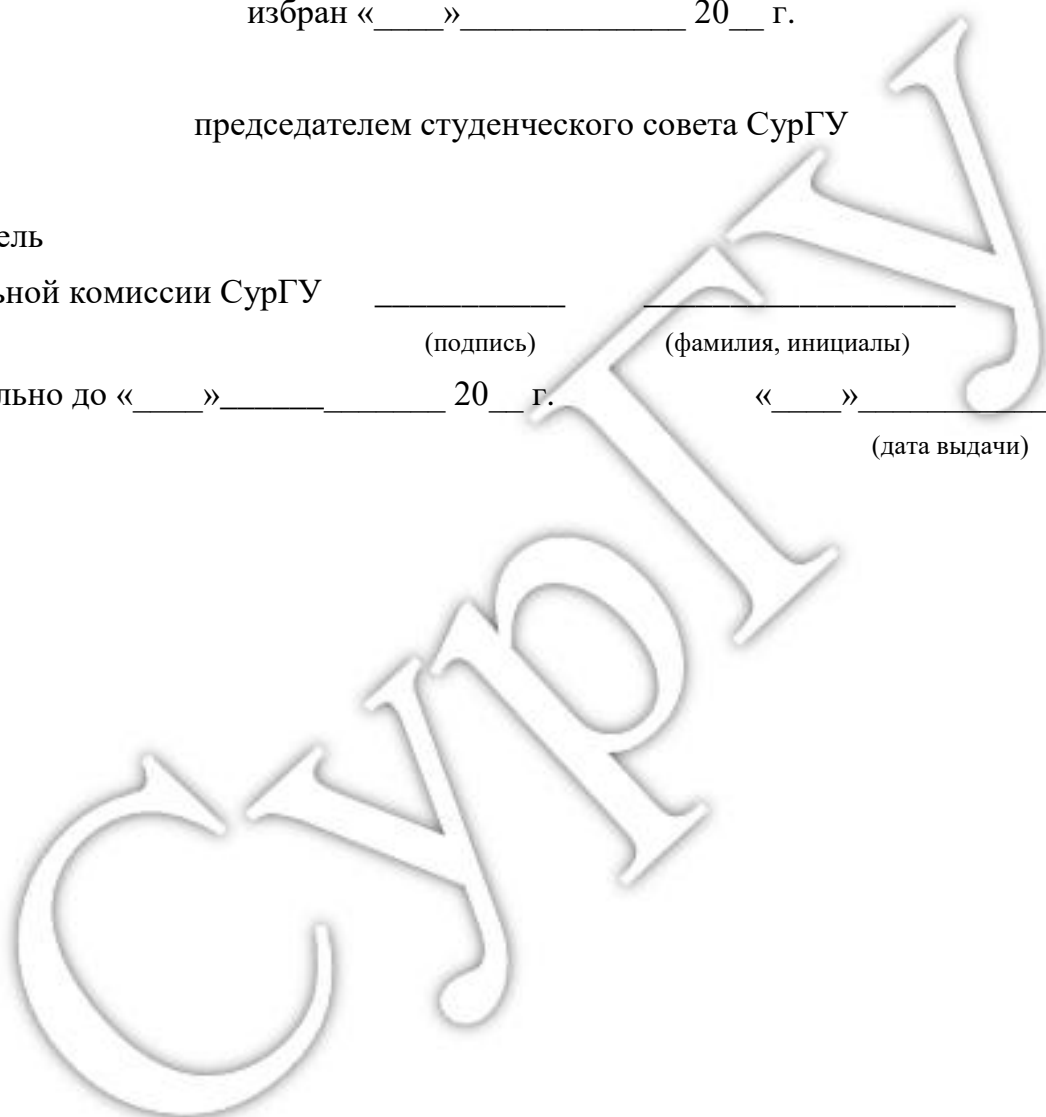 избран «____»_____________ 20__ г.
председателем студенческого совета СурГУ
ель
ьной комиссии СурГУ ___________ __________________
(подпись) (фамилия, инициалы)
льно до «____»_____________ 20__ г. «____»___________
(дата выдачи)
СурГУ